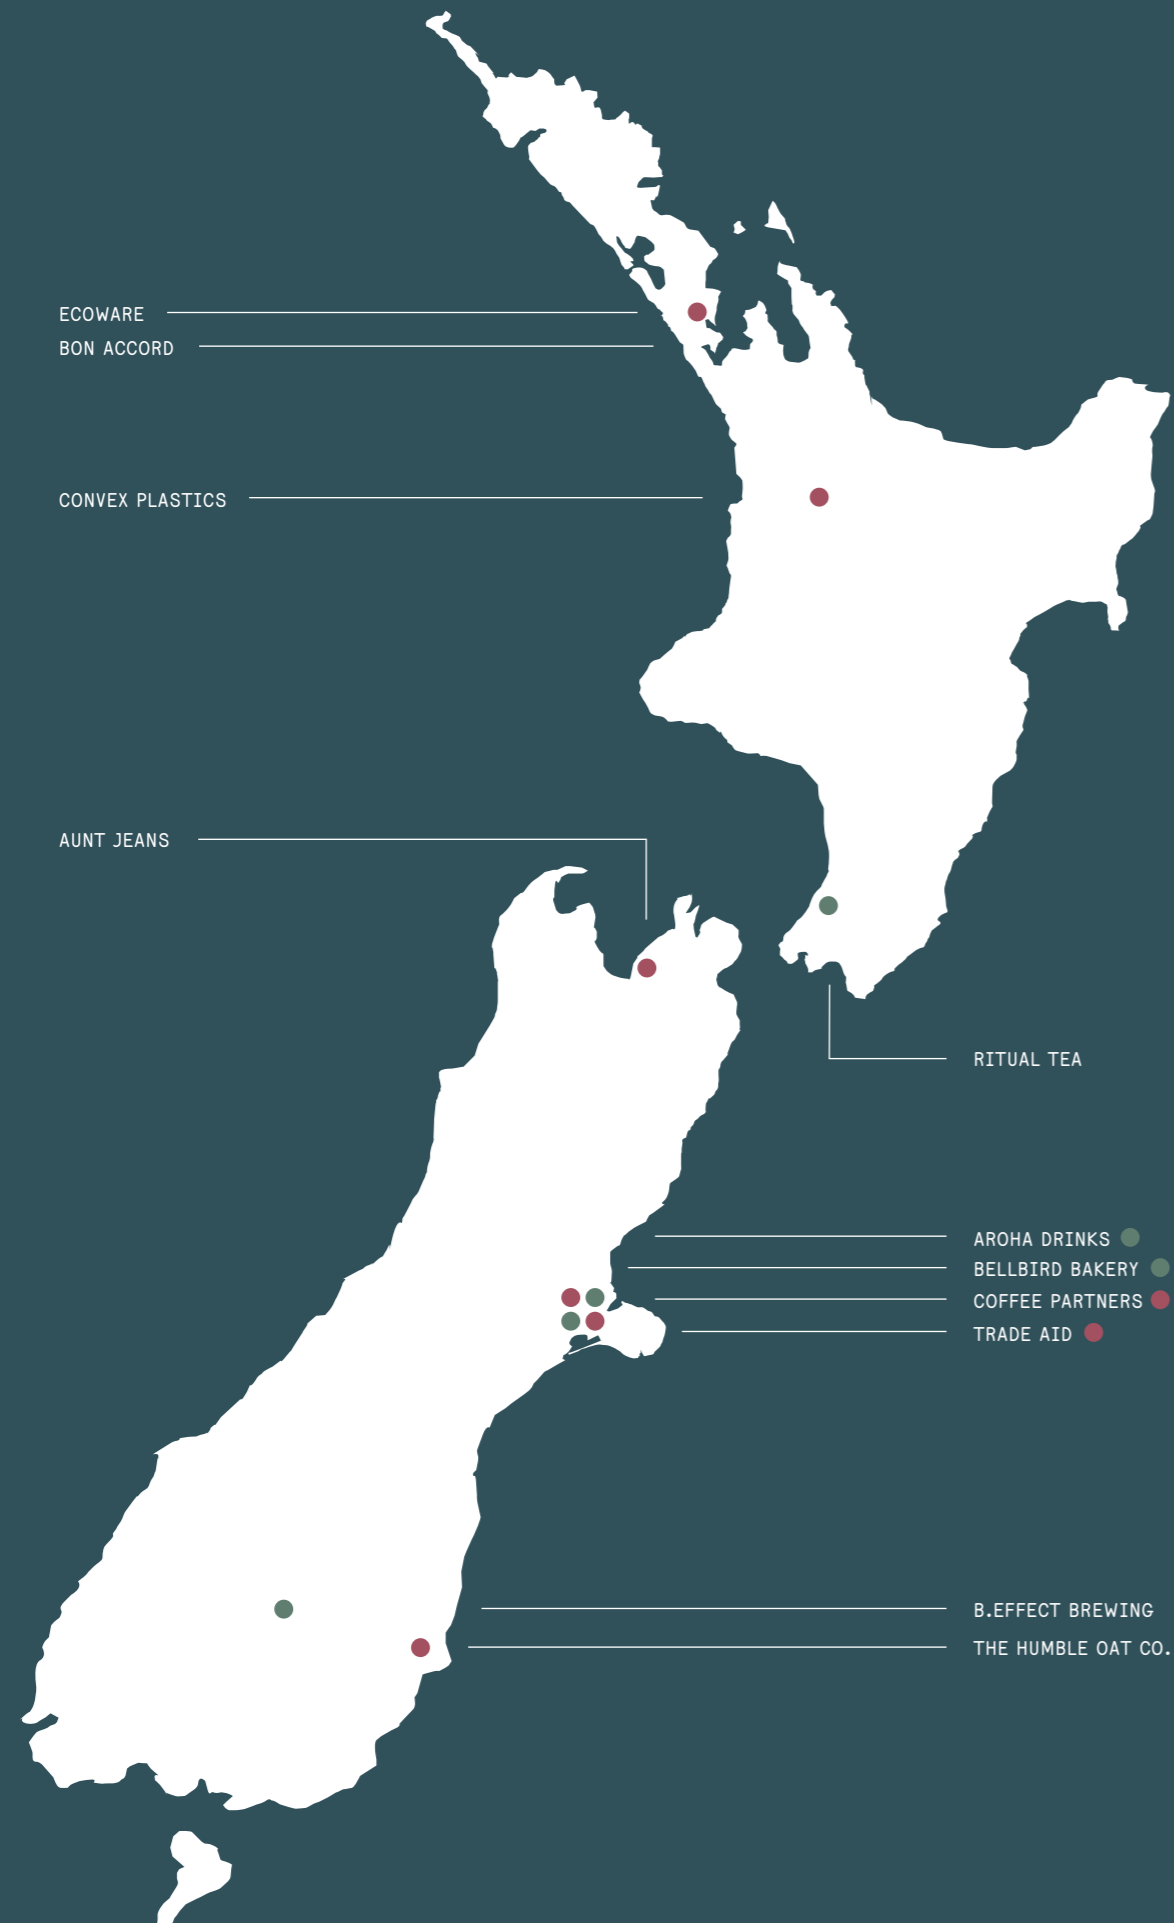 ECOWARE
BON ACCORD
CONVEX PLASTICS
AUNT JEANS
RITUAL TEA
AROHA DRINKS
BELLBIRD BAKERY
COFFEE PARTNERS
TRADE AID
B.EFFECT BREWING
THE HUMBLE OAT CO.